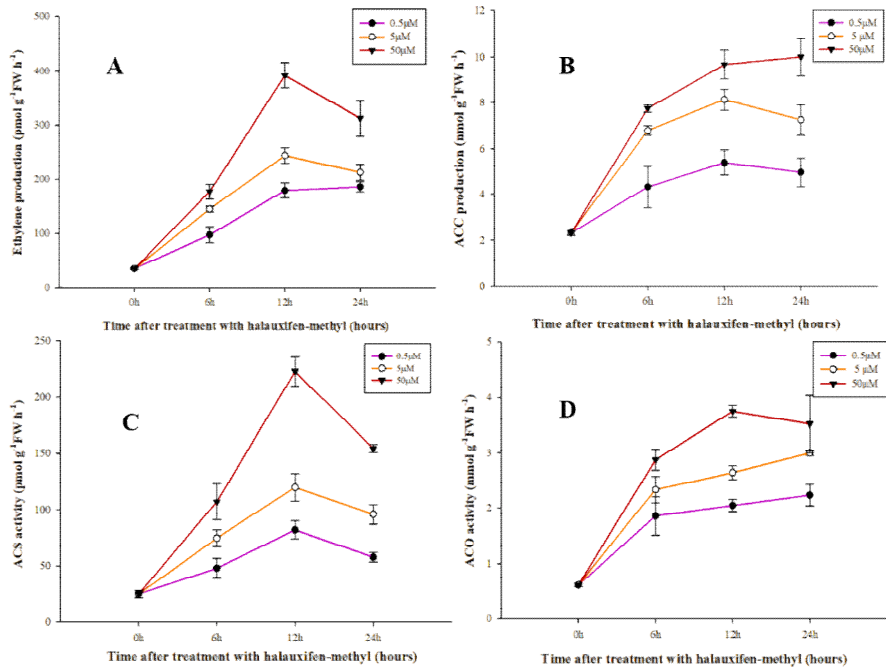 A
Ethylene production (pmol g⁻¹FW h⁻¹)
500
400
300
200
100
0
0.5µM
5µM
50µM
0h 6h 12h 24h
Time after treatment with halauxifen-methyl (hours)
B
ACC production (nmol g⁻¹FW h⁻¹)
12
10
8
6
4
2
0
0.5µM
5 µM
50µM
0h 6h 12h 24h
Time after treatment with halauxifen-methyl (hours)
C
ACS activity (pmol g⁻¹FW h⁻¹)
250
200
150
100
50
0
0.5µM
5µM
50µM
0h 6h 12h 24h
Time after treatment with halauxifen-methyl (hours)
D
ACO activity (nmol g⁻¹FW h⁻¹)
5
4
3
2
1
0
0.5µM
5 µM
50µM
0h 6h 12h 24h
Time after treatment with halauxifen-methyl (hours)